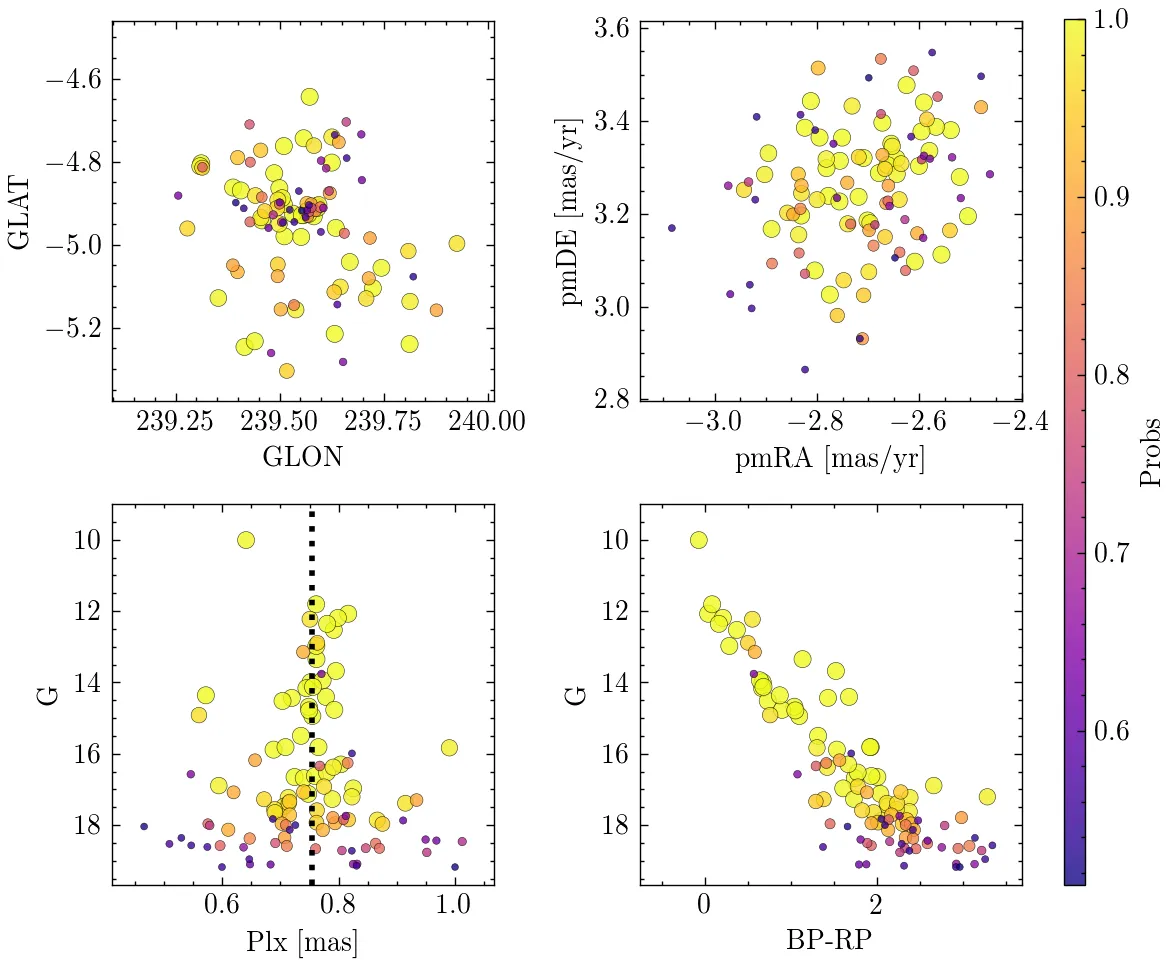 −4.6
−4.8
−5.0
−5.2
GLAT
239.25 239.50 239.75 240.00
GLON
3.6
3.4
3.2
3.0
2.8
pmDE [mas/yr]
−3.0 −2.8 −2.6 −2.4
pmRA [mas/yr]
10
12
14
16
18
G
0.6 0.8 1.0
Plx [mas]
10
12
14
16
18
G
0 2
BP-RP
1.0
0.9
0.8
0.7
0.6
Probs